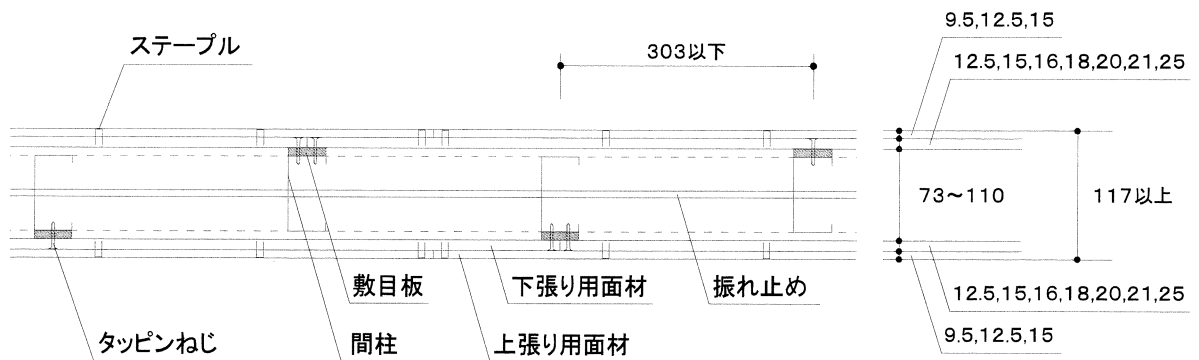 ステープル
303以下
9.5,12.5,15
12.5,15,16,18,20,21,25
73～110
117以上
敷目板
下張り用面材
振れ止め
12.5,15,16,18,20,21,25
タッピンねじ
間柱
上張り用面材
9.5,12.5,15